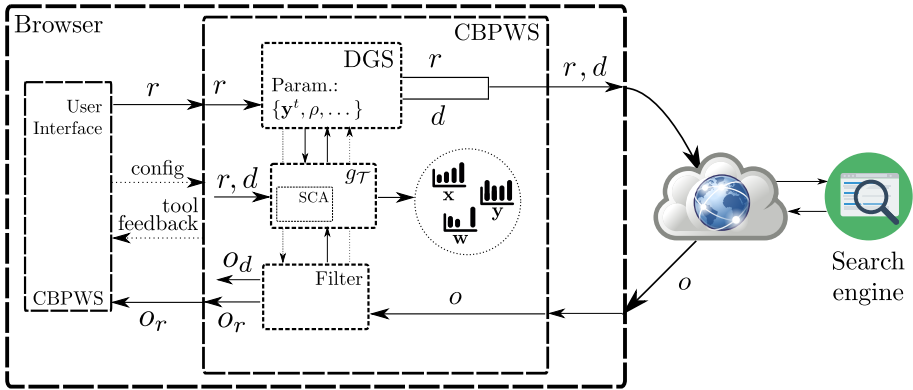 Browser
CBPWS
DGS
Param.:
{y^t, ρ, . . . }
r
d
r, d
User
Interface
r
r
config
tool
feedback
r, d
g_𝒯
SCA
x
y
w
o_d
Filter
CBPWS
o_r
o_r
o
o
Search
engine